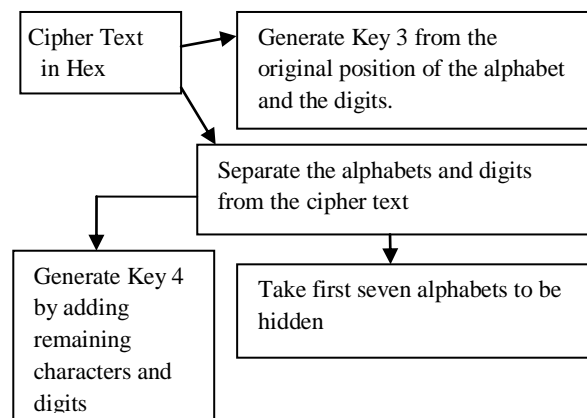 Cipher Text
in Hex
Generate Key 3 from the
original position of the alphabet
and the digits.
Separate the alphabets and digits
from the cipher text
Generate Key 4
by adding
remaining
characters and
digits
Take first seven alphabets to be
hidden